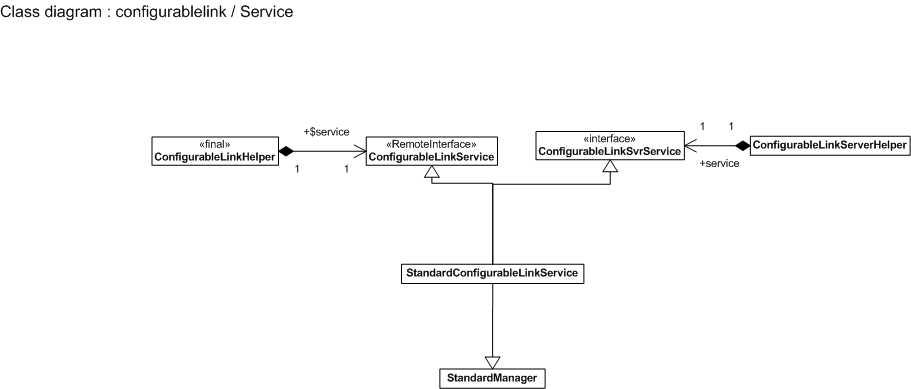 Class diagram : configurablelink / Service
+$service
«final»
ConfigurableLinkHelper
1
1
«RemoteInterface»
ConfigurableLinkService
«interface»
ConfigurableLinkSvrService
1
1
+service
ConfigurableLinkServerHelper
StandardConfigurableLinkService
StandardManager